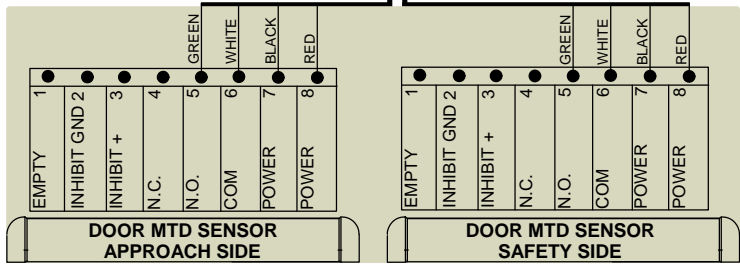 GREEN
WHITE
BLACK
RED
1
EMPTY
INHIBIT GND 2
INHIBIT + 3
N.C. 4
N.O. 5
COM 6
POWER 7
POWER 8
DOOR MTD SENSOR
APPROACH SIDE
GREEN
WHITE
BLACK
RED
1
EMPTY
INHIBIT GND 2
INHIBIT + 3
N.C. 4
N.O. 5
COM 6
POWER 7
POWER 8
DOOR MTD SENSOR
SAFETY SIDE